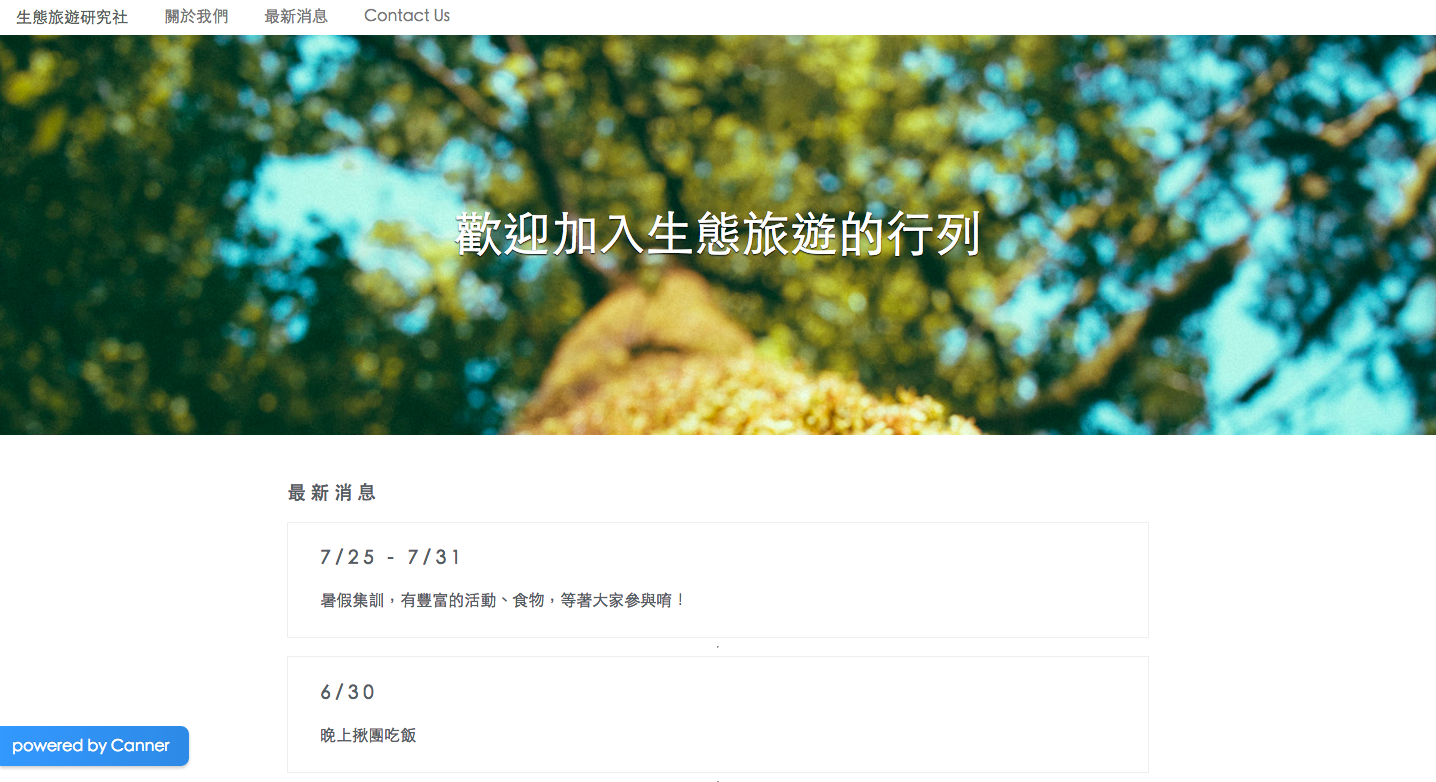 生態旅遊研究社 關於我們 最新消息 Contact Us
歡迎加入生態旅遊的行列
最新消息
7/25 - 7/31
暑假集訓，有豐富的活動、食物，等著大家參與唷！
6/30
晚上揪團吃飯
powered by Canner